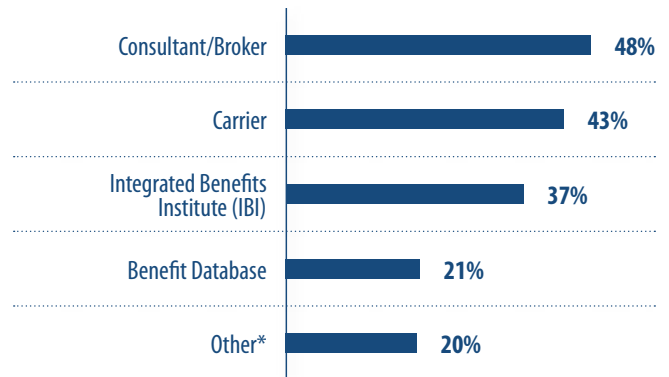 Consultant/Broker 48%
Carrier 43%
Integrated Benefits
Institute (IBI) 37%
Benefit Database 21%
Other* 20%